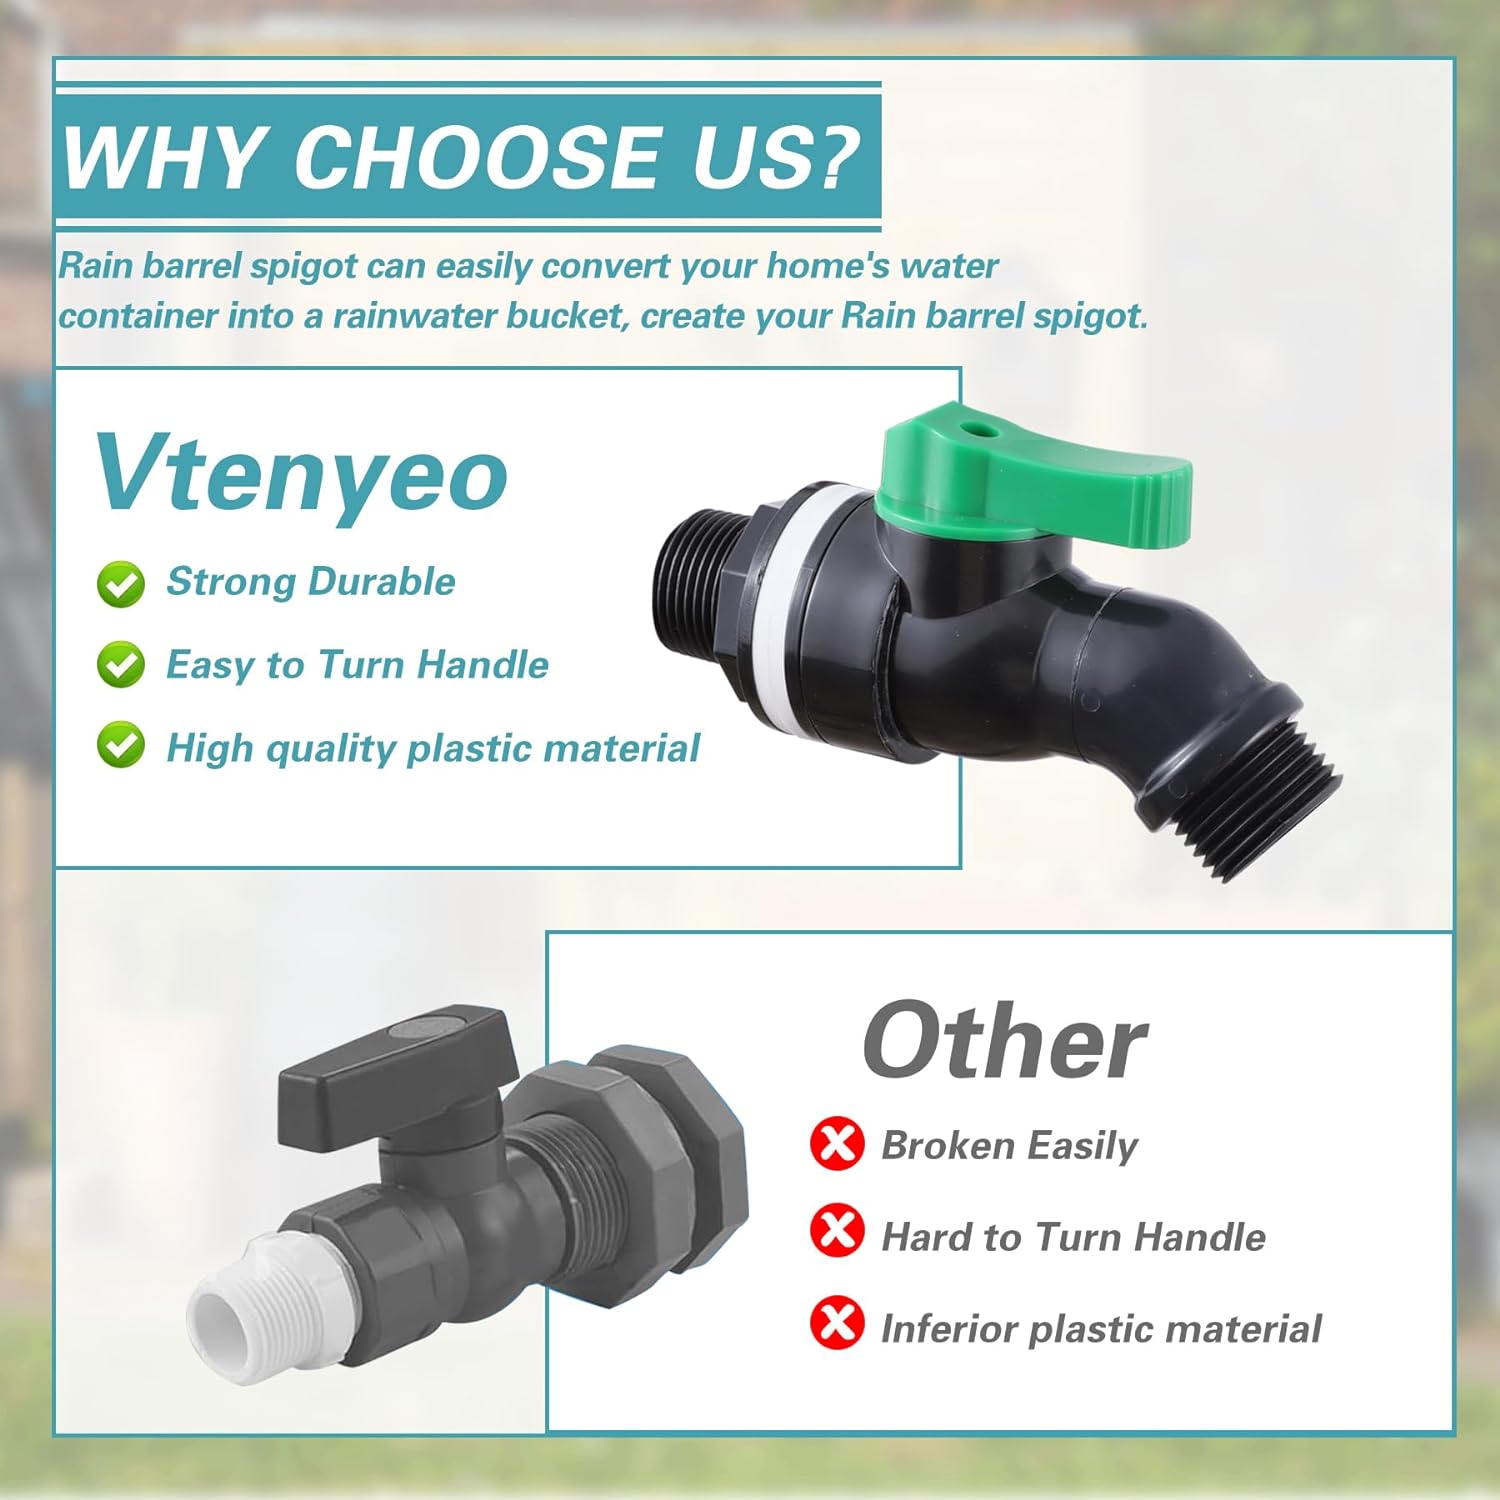 WHY CHOOSE US?
Rain barrel spigot can easily convert your home's water
container into a rainwater bucket, create your Rain barrel spigot.
Vtenyeo
Strong Durable
Easy to Turn Handle
High quality plastic material
Other
Broken Easily
Hard to Turn Handle
Inferior plastic material